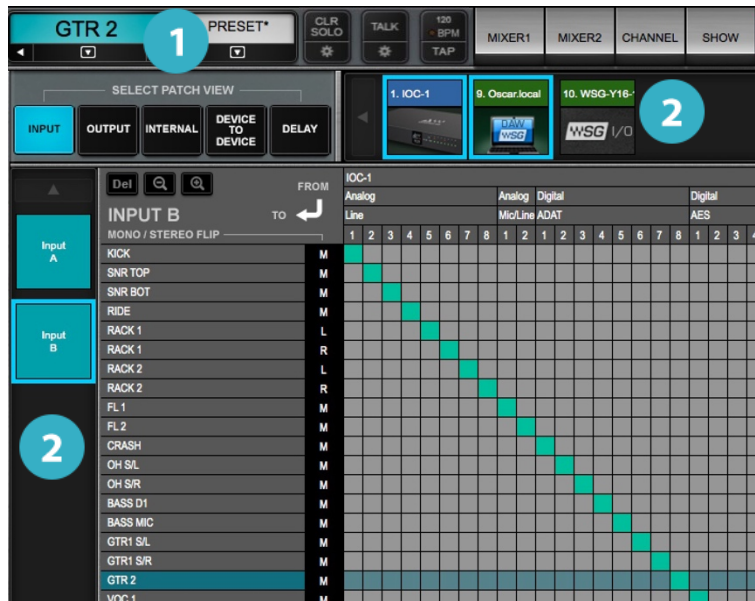 GTR 2
1
PRESET*
CLR SOLO
TALK
120
BPM
TAP
MIXER1
MIXER2
CHANNEL
SHOW
SELECT PATCH VIEW
INPUT
OUTPUT
INTERNAL
DEVICE TO DEVICE
DELAY
1. IOC-1
9. Oscar.local
DAW
WSG
10. WSG-Y16-
WSG I/O
2
Del
FROM
INPUT B
TO
MONO / STEREO FLIP
IOC-1
Analog Analog Digital Digital
Line Mic/Line ADAT AES
1 2 3 4 5 6 7 8 1 2 1 2 3 4 5 6 7 8 1 2 3 4
Input A
Input B
2
KICK M
SNR TOP M
SNR BOT M
RIDE M
RACK 1 L
RACK 1 R
RACK 2 L
RACK 2 R
FL 1 M
FL 2 M
CRASH M
OH S/L M
OH S/R M
BASS D1 M
BASS MIC M
GTR1 S/L M
GTR1 S/R M
GTR 2 M
VOC 1 M